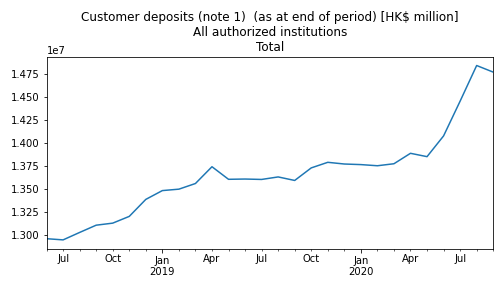 Customer deposits (note 1)  (as at end of period) [HK$ million]
All authorized institutions
Total
1e7
1.475
1.450
1.425
1.400
1.375
1.350
1.325
1.300
Jul Oct Jan Apr Jul Oct Jan Apr Jul
2019 2020